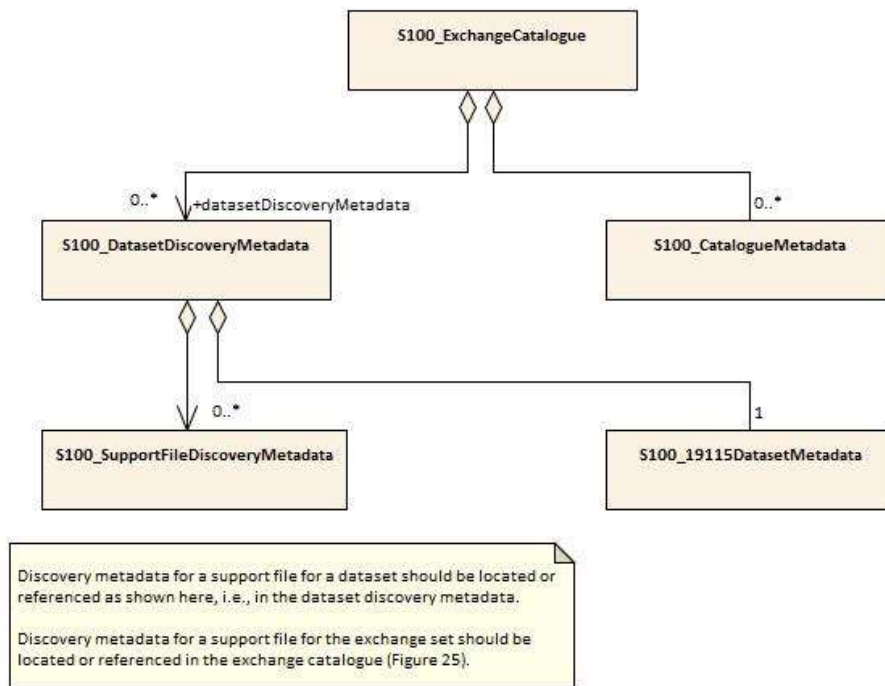 S100_ExchangeCatalogue
0..*
+datasetDiscoveryMetadata
0..*
S100_DatasetDiscoveryMetadata
S100_CatalogueMetadata
0..*
1
S100_SupportFileDiscoveryMetadata
S100_19115DatasetMetadata
Discovery metadata for a support file for a dataset should be located or
referenced as shown here, i.e., in the dataset discovery metadata.
Discovery metadata for a support file for the exchange set should be
located or referenced in the exchange catalogue (Figure 25).